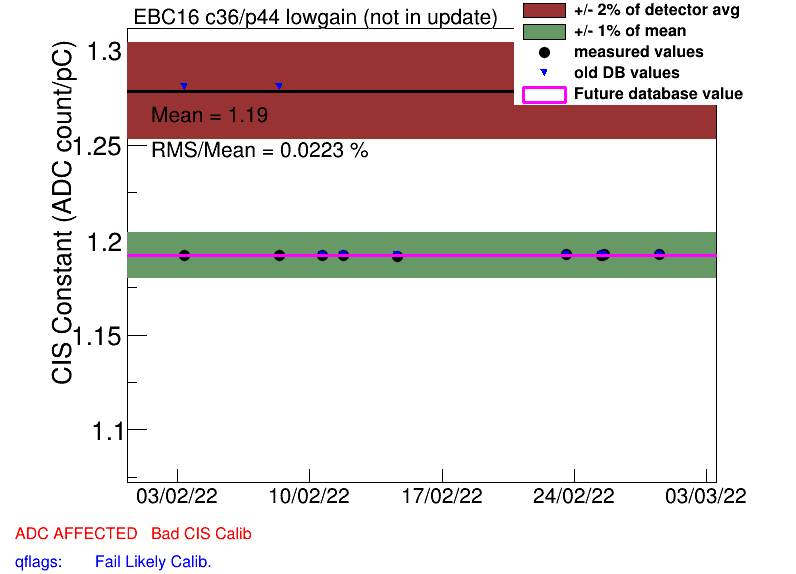 EBC16 c36/p44 lowgain (not in update)
+/- 2% of detector avg
+/- 1% of mean
measured values
old DB values
Future database value
CIS Constant (ADC count/pC)
1.3
Mean = 1.19
1.25
RMS/Mean = 0.0223 %
1.2
1.15
1.1
03/02/22 10/02/22 17/02/22 24/02/22 03/03/22
ADC AFFECTED Bad CIS Calib
qflags: Fail Likely Calib.